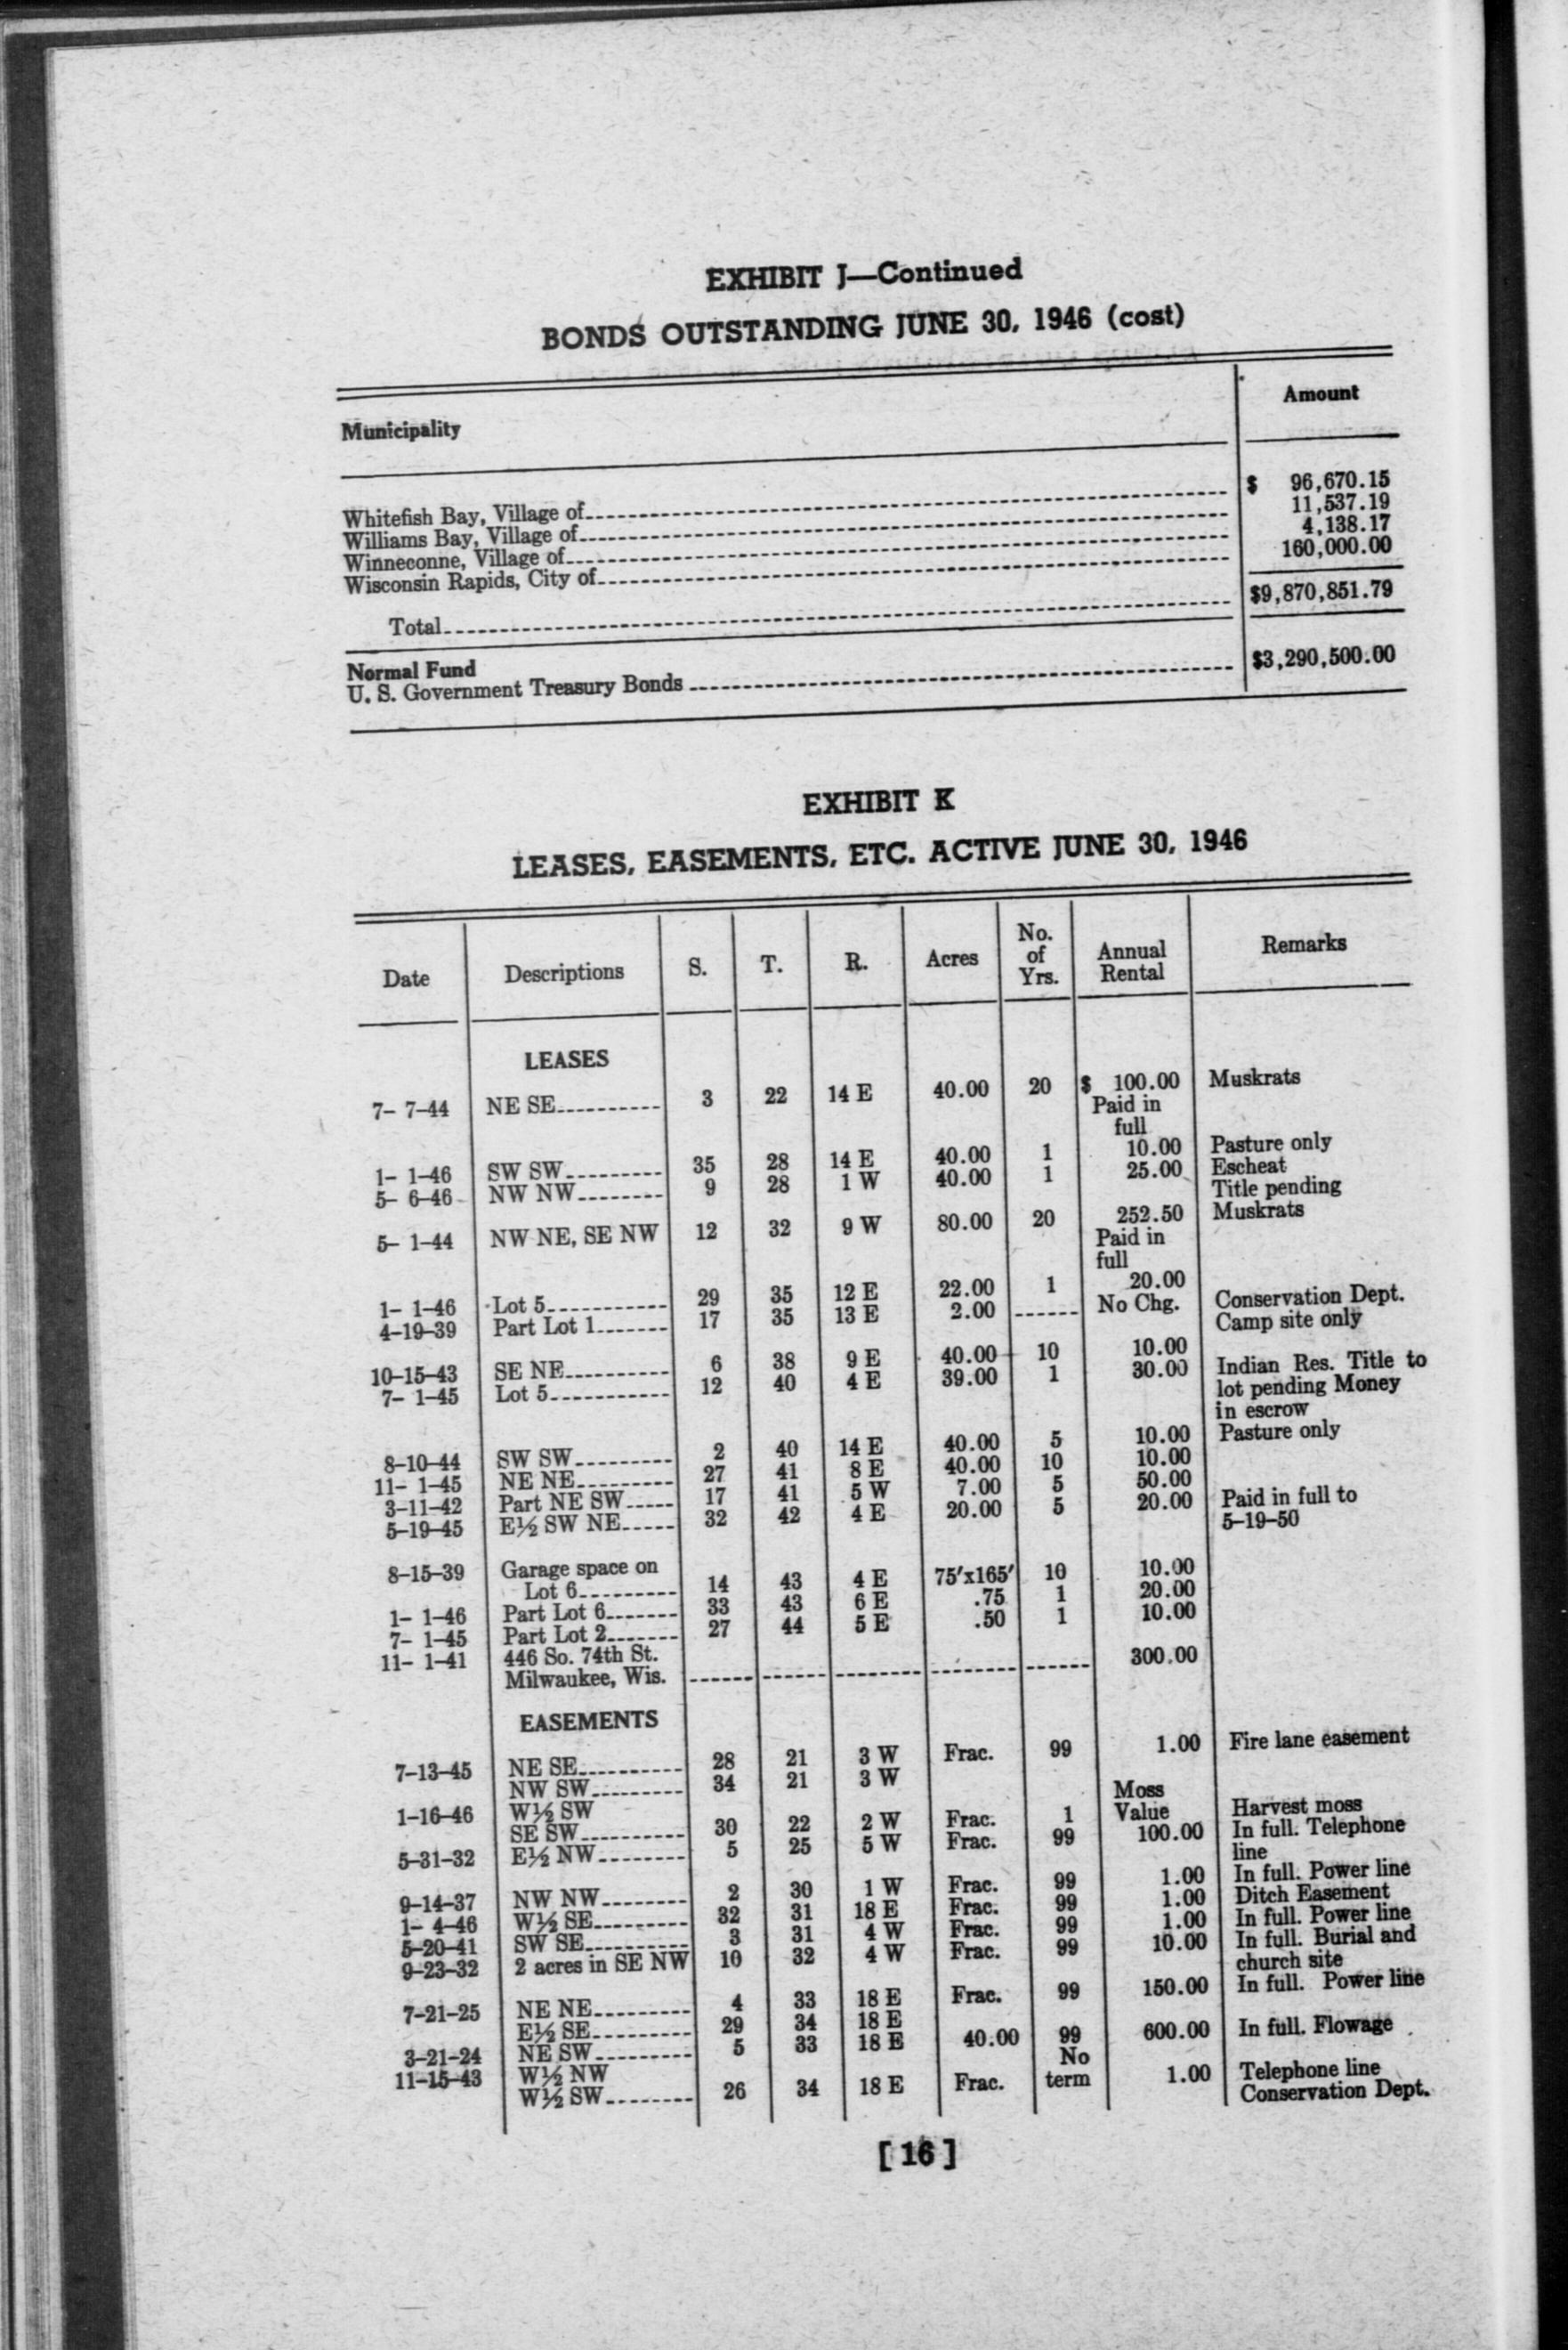 EXHIBIT J—Continued
BONDS OUTSTANDING JUNE 30, 1946 (cost)
Municipality Amount
Whitefish Bay, Village of $ 96,670.15
Williams Bay, Village of 11,537.19
Winneconne, Village of 4,138.17
Wisconsin Rapids, City of 160,000.00
Total $9,870,851.79
Normal Fund
U. S. Government Treasury Bonds $3,290,500.00
EXHIBIT K
LEASES, EASEMENTS, ETC. ACTIVE JUNE 30, 1946
Date Descriptions S. T. R. Acres No. of Yrs. Annual Rental Remarks
LEASES
7- 7-44 NE SE 3 22 14 E 40.00 20 $ 100.00 Muskrats
Paid in
full
1- 1-46 SW SW 35 28 14 E 40.00 1 10.00 Pasture only
5- 6-46 NW NW 9 28 1 W 40.00 1 25.00 Escheat
Title pending
5- 1-44 NW NE, SE NW 12 32 9 W 80.00 20 252.50 Muskrats
Paid in
full
1- 1-46 Lot 5 29 35 12 E 22.00 1 20.00
4-19-39 Part Lot 1 17 35 13 E 2.00 ------ No Chg. Conservation Dept.
Camp site only
10-15-43 SE NE 6 38 9 E 40.00 10 10.00
7- 1-45 Lot 5 12 40 4 E 39.00 1 30.00 Indian Res. Title to
lot pending Money
in escrow
8-10-44 SW SW 2 40 14 E 40.00 5 10.00 Pasture only
11- 1-45 NE NE 27 41 8 E 40.00 10 10.00
3-11-42 Part NE SW 17 41 5 W 7.00 5 50.00
5-19-45 E½ SW NE 32 42 4 E 20.00 5 20.00 Paid in full to
5-19-50
8-15-39 Garage space on
Lot 6 14 43 4 E 75'x165' 10 10.00
1- 1-46 Part Lot 6 33 43 6 E .75 1 20.00
7- 1-45 Part Lot 2 27 44 5 E .50 1 10.00
11- 1-41 446 So. 74th St.
Milwaukee, Wis. ------ ------ -------- -------- ------ 300.00
EASEMENTS
7-13-45 NE SE 28 21 3 W Frac. 99 1.00 Fire lane easement
NW SW 34 21 3 W
1-16-46 W½ SW Moss
SE SW 30 22 2 W Frac. 1 Value Harvest moss
5-31-32 E½ NW 5 25 5 W Frac. 99 100.00 In full. Telephone
line
9-14-37 NW NW 2 30 1 W Frac. 99 1.00 In full. Power line
1- 4-46 W½ SE 32 31 18 E Frac. 99 1.00 Ditch Easement
5-20-41 SW SE 3 31 4 W Frac. 99 1.00 In full. Power line
9-23-32 2 acres in SE NW 10 32 4 W Frac. 99 10.00 In full. Burial and
church site
7-21-25 NE NE 4 33 18 E Frac. 99 150.00 In full. Power line
E½ SE 29 34 18 E
3-21-24 NE SW 5 33 18 E 40.00 99 600.00 In full. Flowage
11-15-43 W½ NW No
W½ SW 26 34 18 E Frac. term 1.00 Telephone line
Conservation Dept.
[ 16 ]